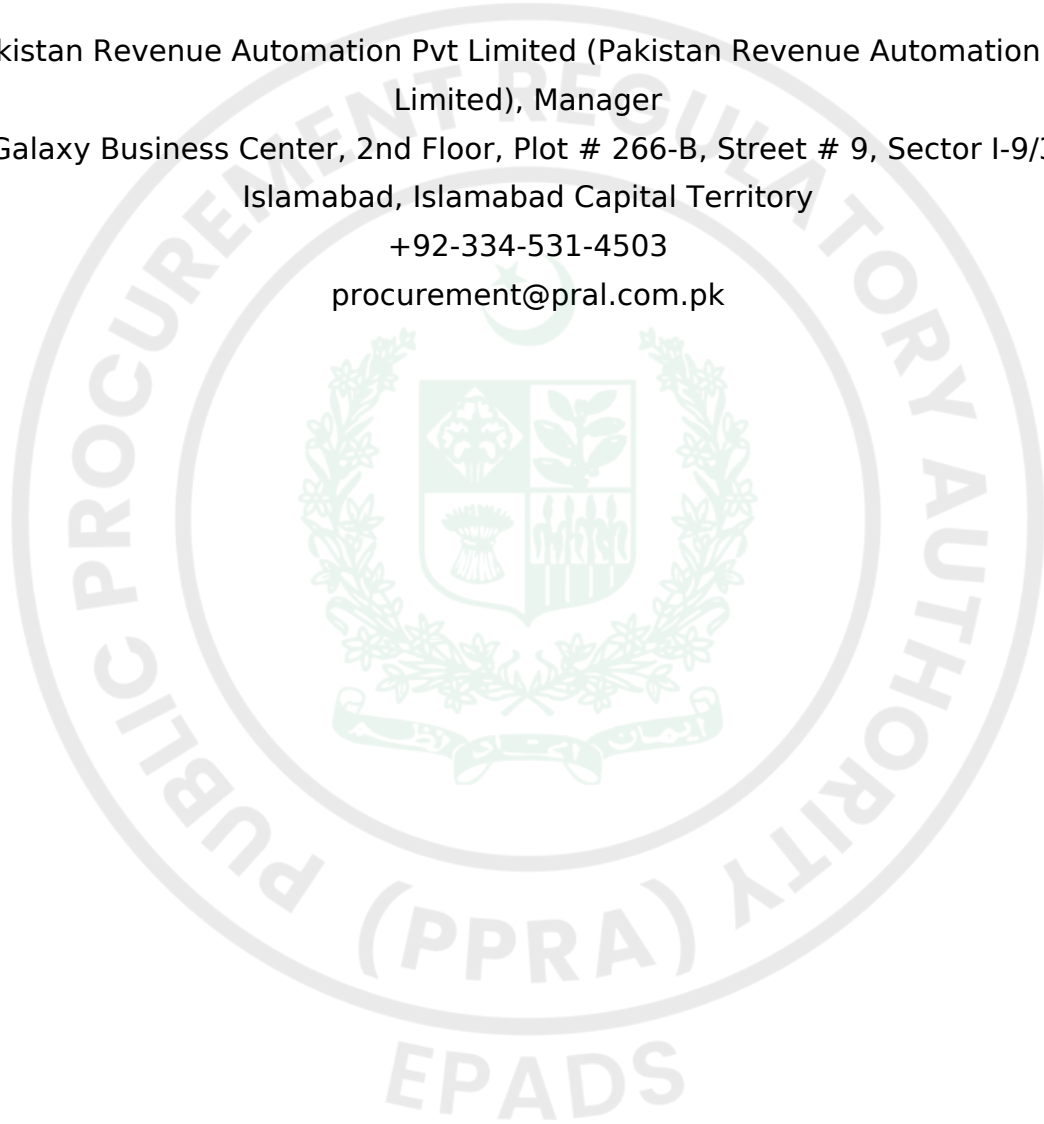 kistan Revenue Automation Pvt Limited (Pakistan Revenue Automation
Limited), Manager
Galaxy Business Center, 2nd Floor, Plot # 266-B, Street # 9, Sector I-9/3
Islamabad, Islamabad Capital Territory
+92-334-531-4503
procurement@pral.com.pk
PUBLIC PROCUREMENT REGULATORY AUTHORITY
(PPRA)
EPADS